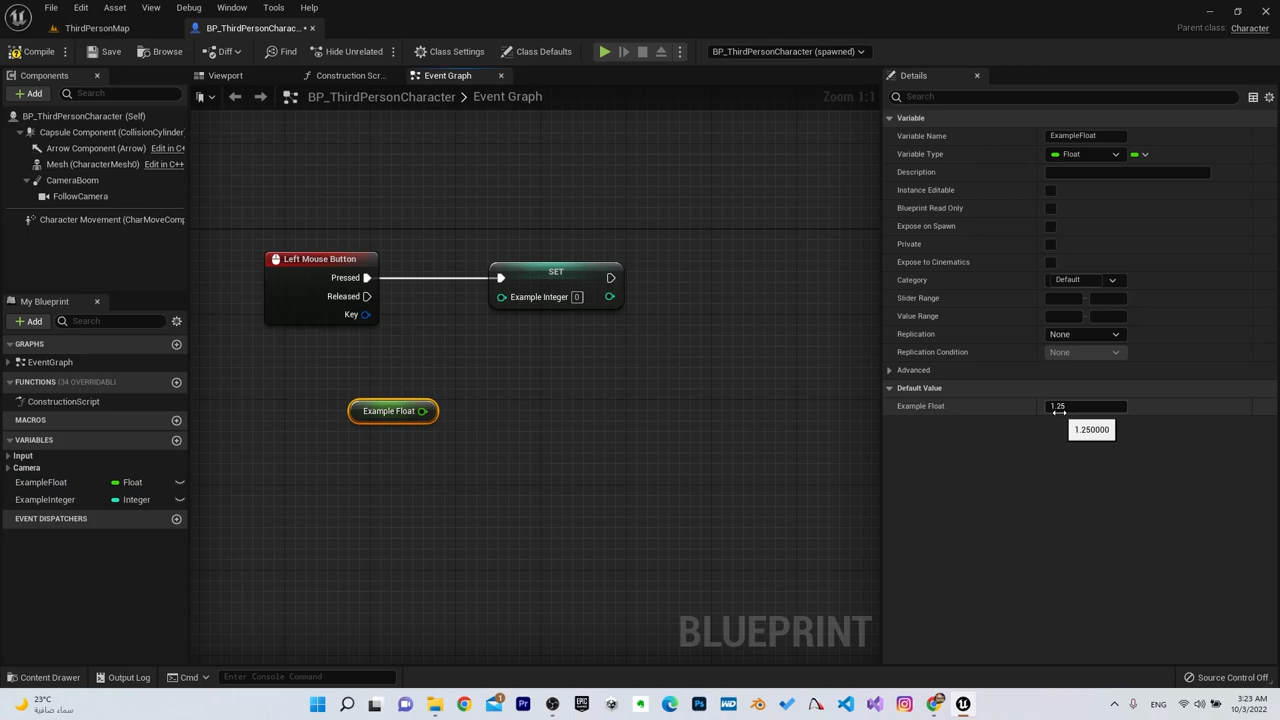 File Edit Asset View Debug Window Tools Help
ThirdPersonMap
BP_ThirdPersonCharac...•
Parent class: Character
Compile
Save
Browse
Diff
Find
Hide Unrelated
Class Settings
Class Defaults
BP_ThirdPersonCharacter (spawned)
Components
Add
Search
BP_ThirdPersonCharacter (Self)
Capsule Component (CollisionCylinder)
Arrow Component (Arrow) Edit in C+
Mesh (CharacterMesh0) Edit in C+
CameraBoom
FollowCamera
Character Movement (CharMoveComp
My Blueprint
Add
Search
GRAPHS
EventGraph
FUNCTIONS (34 OVERRIDABL)
ConstructionScript
MACROS
VARIABLES
Input
Camera
ExampleFloat Float
ExampleInteger Integer
EVENT DISPATCHERS
Viewport
Construction Scr...
Event Graph
BP_ThirdPersonCharacter > Event Graph
Zoom 1:1
Left Mouse Button
Pressed
Released
Key
SET
Example Integer 0
Example Float
BLUEPRINT
Details
Search
Variable
Variable Name ExampleFloat
Variable Type Float
Description
Instance Editable
Blueprint Read Only
Expose on Spawn
Private
Expose to Cinematics
Category Default
Slider Range
Value Range
Replication None
Replication Condition None
Advanced
Default Value
Example Float 1.25
1.250000
Content Drawer
Output Log
Cmd
Enter Console Command
Source Control Off
23°C
سماء صافية
ENG
3:23 AM
10/3/2022